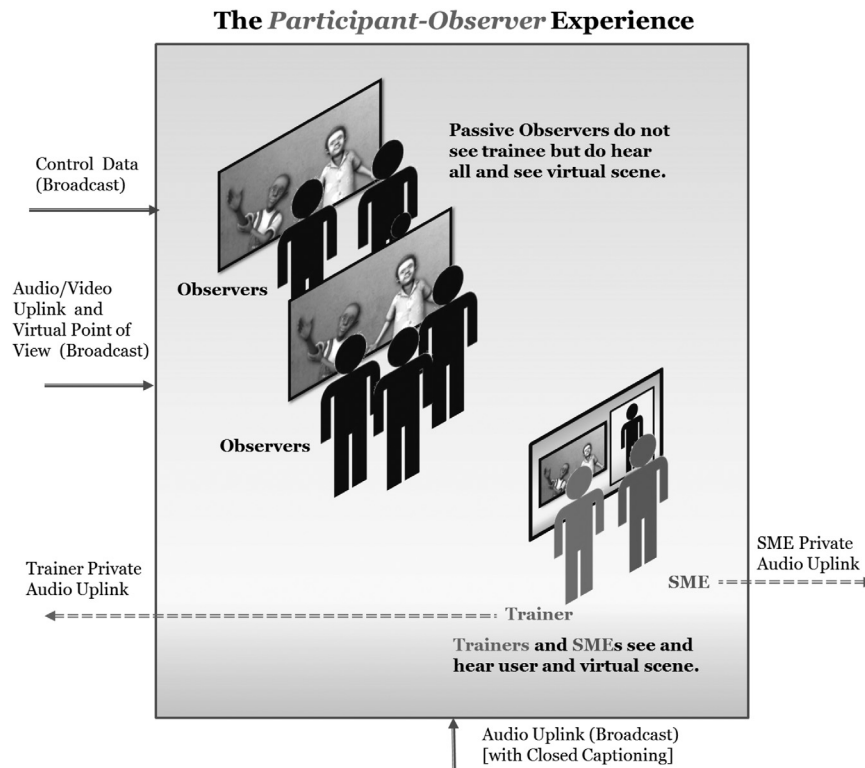 The Participant-Observer Experience
Passive Observers do not
see trainee but do hear
all and see virtual scene.
Control Data
(Broadcast)
Observers
Audio/Video
Uplink and
Virtual Point of
View (Broadcast)
Observers
Trainer Private
Audio Uplink
SME Private
Audio Uplink
SME
Trainer
Trainers and SMEs see and
hear user and virtual scene.
Audio Uplink (Broadcast)
[with Closed Captioning]